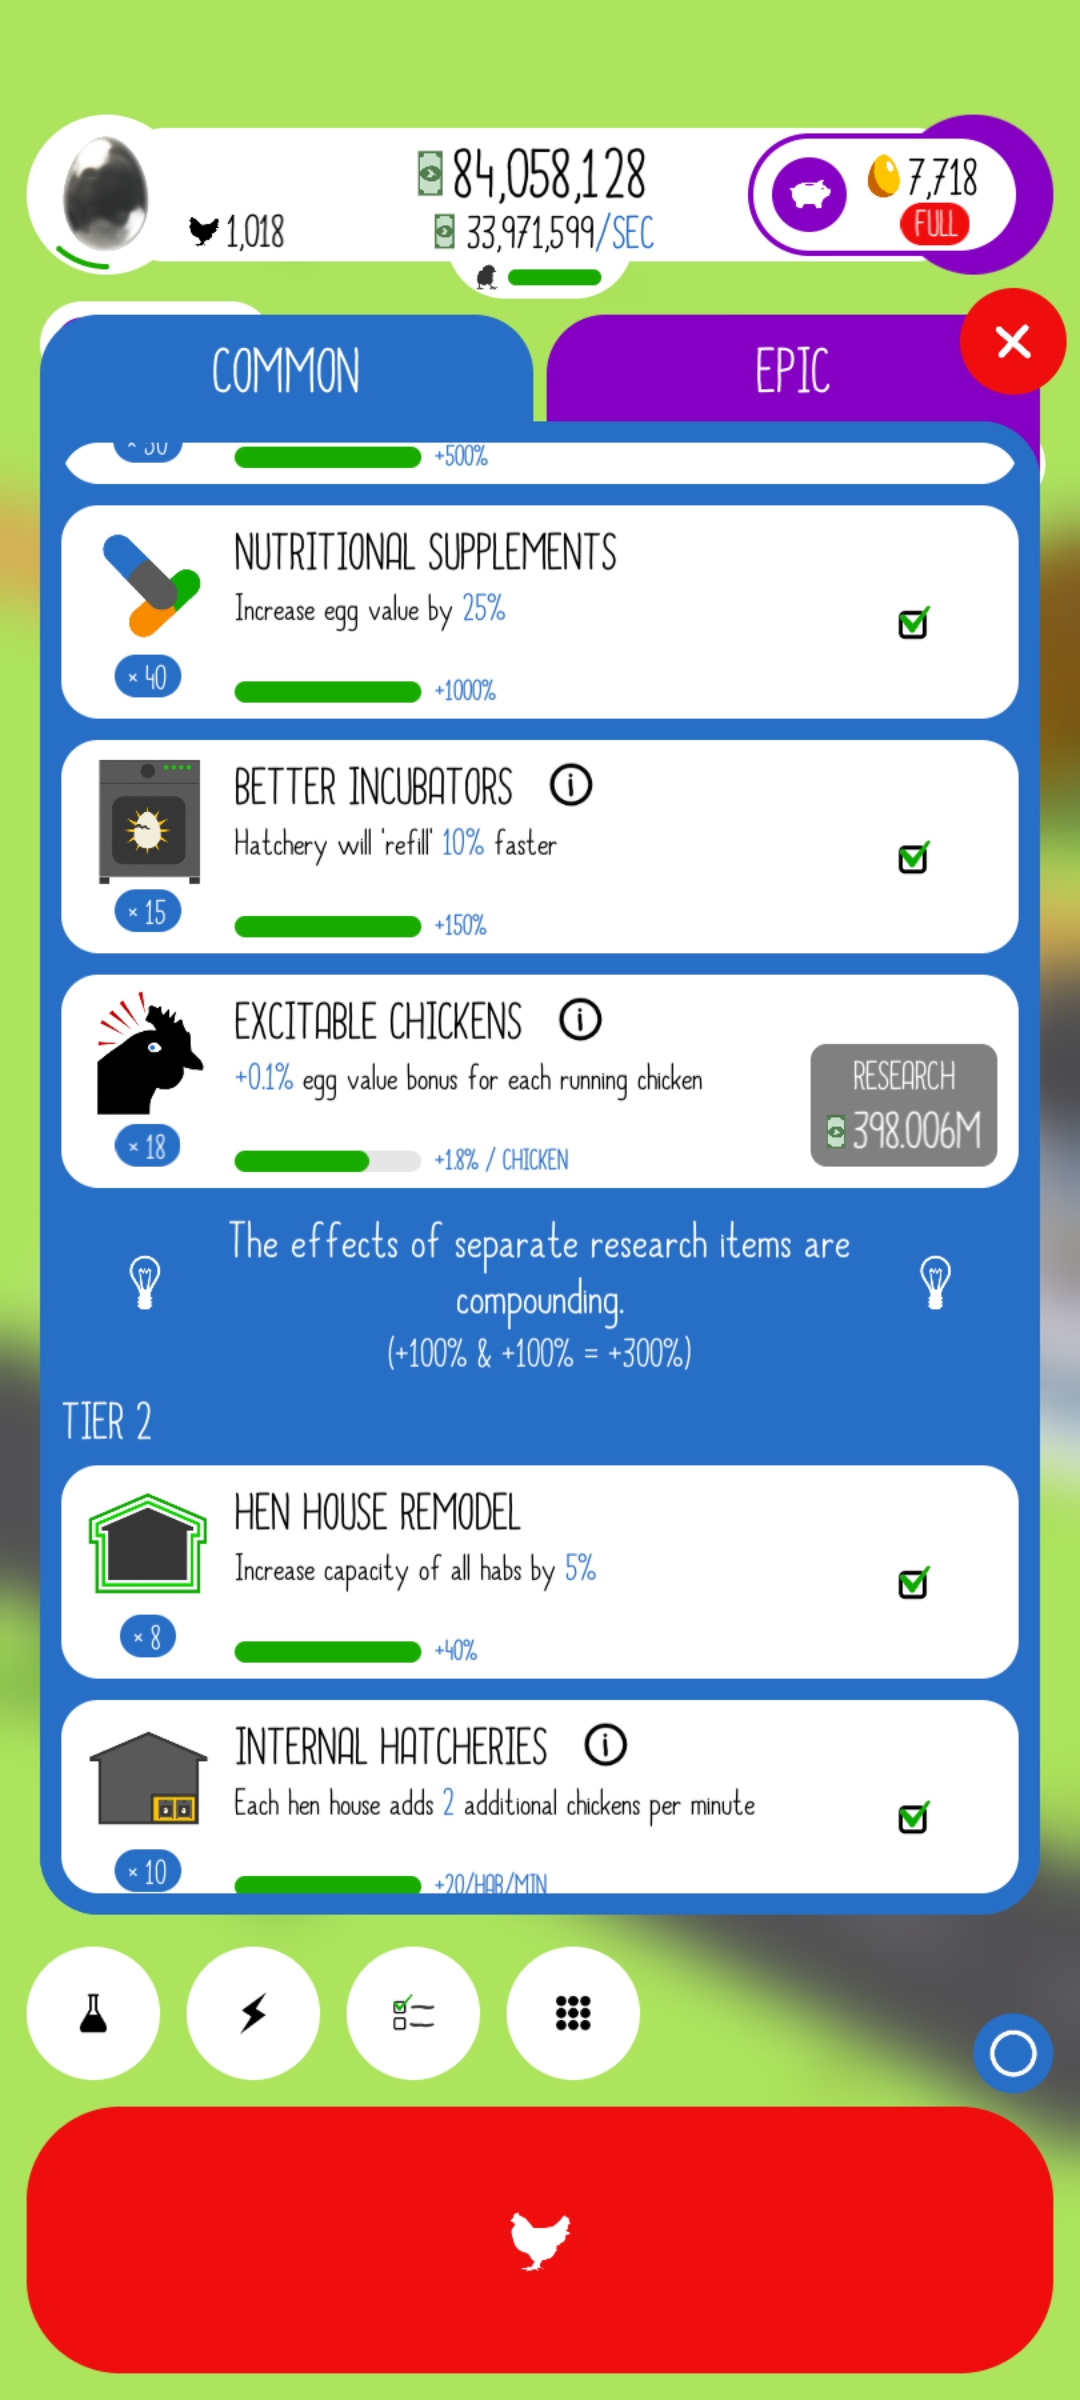 84,058,128
1,018
33,971,599/SEC
7,718
FULL
COMMON
EPIC
+500%
NUTRITIONAL SUPPLEMENTS
Increase egg value by 25%
× 40
+1000%
BETTER INCUBATORS
Hatchery will 'refill' 10% faster
× 15
+150%
EXCITABLE CHICKENS
+0.1% egg value bonus for each running chicken
RESEARCH
398.006M
× 18
+1.8% / CHICKEN
The effects of separate research items are
compounding.
(+100% & +100% = +300%)
TIER 2
HEN HOUSE REMODEL
Increase capacity of all habs by 5%
× 8
+40%
INTERNAL HATCHERIES
Each hen house adds 2 additional chickens per minute
× 10
+20/HAB/MIN